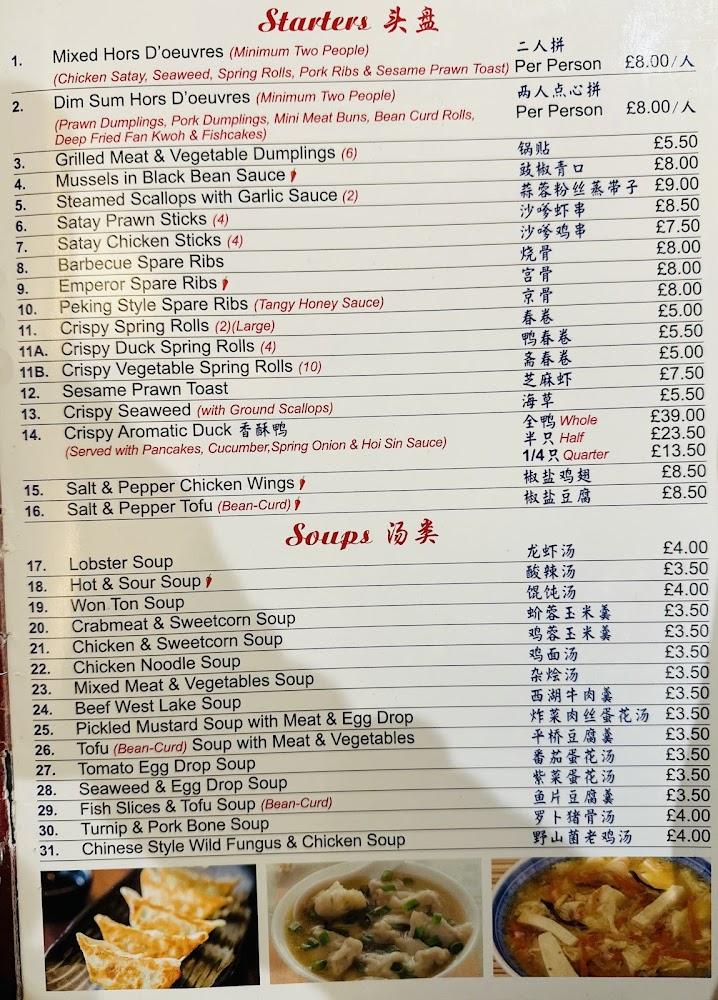 Starters 头盘
1. Mixed Hors D'oeuvres (Minimum Two People) 二人拼
(Chicken Satay, Seaweed, Spring Rolls, Pork Ribs & Sesame Prawn Toast) Per Person £8.00/人
2. Dim Sum Hors D'oeuvres (Minimum Two People) 两人点心拼
(Prawn Dumplings, Pork Dumplings, Mini Meat Buns, Bean Curd Rolls, Per Person £8.00/人
Deep Fried Fan Kwoh & Fishcakes)
3. Grilled Meat & Vegetable Dumplings (6) 锅贴 £5.50
4. Mussels in Black Bean Sauce 豉椒青口 £8.00
5. Steamed Scallops with Garlic Sauce (2) 蒜蓉粉丝蒸带子 £9.00
6. Satay Prawn Sticks (4) 沙嗲虾串 £8.50
7. Satay Chicken Sticks (4) 沙嗲鸡串 £7.50
8. Barbecue Spare Ribs 烧骨 £8.00
9. Emperor Spare Ribs 宫骨 £8.00
10. Peking Style Spare Ribs (Tangy Honey Sauce) 京骨 £8.00
11. Crispy Spring Rolls (2)(Large) 春卷 £5.00
11A. Crispy Duck Spring Rolls (4) 鸭春卷 £5.50
11B. Crispy Vegetable Spring Rolls (10) 斋春卷 £5.00
12. Sesame Prawn Toast 芝麻虾 £7.50
13. Crispy Seaweed (with Ground Scallops) 海草 £5.50
14. Crispy Aromatic Duck 香酥鸭 全鸭 Whole £39.00
(Served with Pancakes, Cucumber,Spring Onion & Hoi Sin Sauce) 半只 Half £23.50
1/4只 Quarter £13.50
15. Salt & Pepper Chicken Wings 椒盐鸡翅 £8.50
16. Salt & Pepper Tofu (Bean-Curd) 椒盐豆腐 £8.50
Soups 汤类
17. Lobster Soup 龙虾汤 £4.00
18. Hot & Sour Soup 酸辣汤 £3.50
19. Won Ton Soup 馄饨汤 £4.00
20. Crabmeat & Sweetcorn Soup 蚧蓉玉米羹 £3.50
21. Chicken & Sweetcorn Soup 鸡蓉玉米羹 £3.50
22. Chicken Noodle Soup 鸡面汤 £3.50
23. Mixed Meat & Vegetables Soup 杂烩汤 £3.50
24. Beef West Lake Soup 西湖牛肉羹 £3.50
25. Pickled Mustard Soup with Meat & Egg Drop 炸菜肉丝蛋花汤 £3.50
26. Tofu (Bean-Curd) Soup with Meat & Vegetables 平桥豆腐羹 £3.50
27. Tomato Egg Drop Soup 番茄蛋花汤 £3.50
28. Seaweed & Egg Drop Soup 紫菜蛋花汤 £3.50
29. Fish Slices & Tofu Soup (Bean-Curd) 鱼片豆腐羹 £3.50
30. Turnip & Pork Bone Soup 罗卜猪骨汤 £4.00
31. Chinese Style Wild Fungus & Chicken Soup 野山菌老鸡汤 £4.00